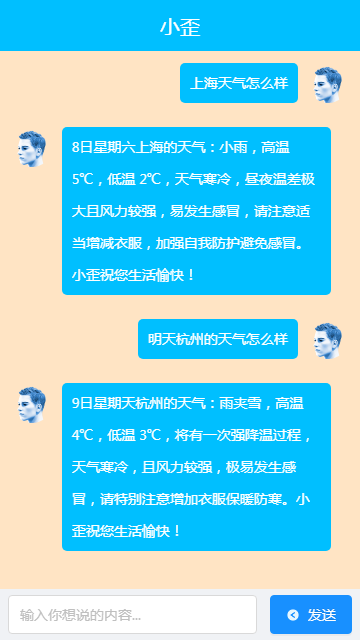 小歪
上海天气怎么样
8日星期六上海的天气：小雨，高温
5℃，低温 2℃，天气寒冷，昼夜温差极
大且风力较强，易发生感冒，请注意适
当增减衣服，加强自我防护避免感冒。
小歪祝您生活愉快！
明天杭州的天气怎么样
9日星期天杭州的天气：雨夹雪，高温
4℃，低温 3℃，将有一次强降温过程，
天气寒冷，且风力较强，极易发生感
冒，请特别注意增加衣服保暖防寒。小
歪祝您生活愉快！
输入你想说的内容...
发送